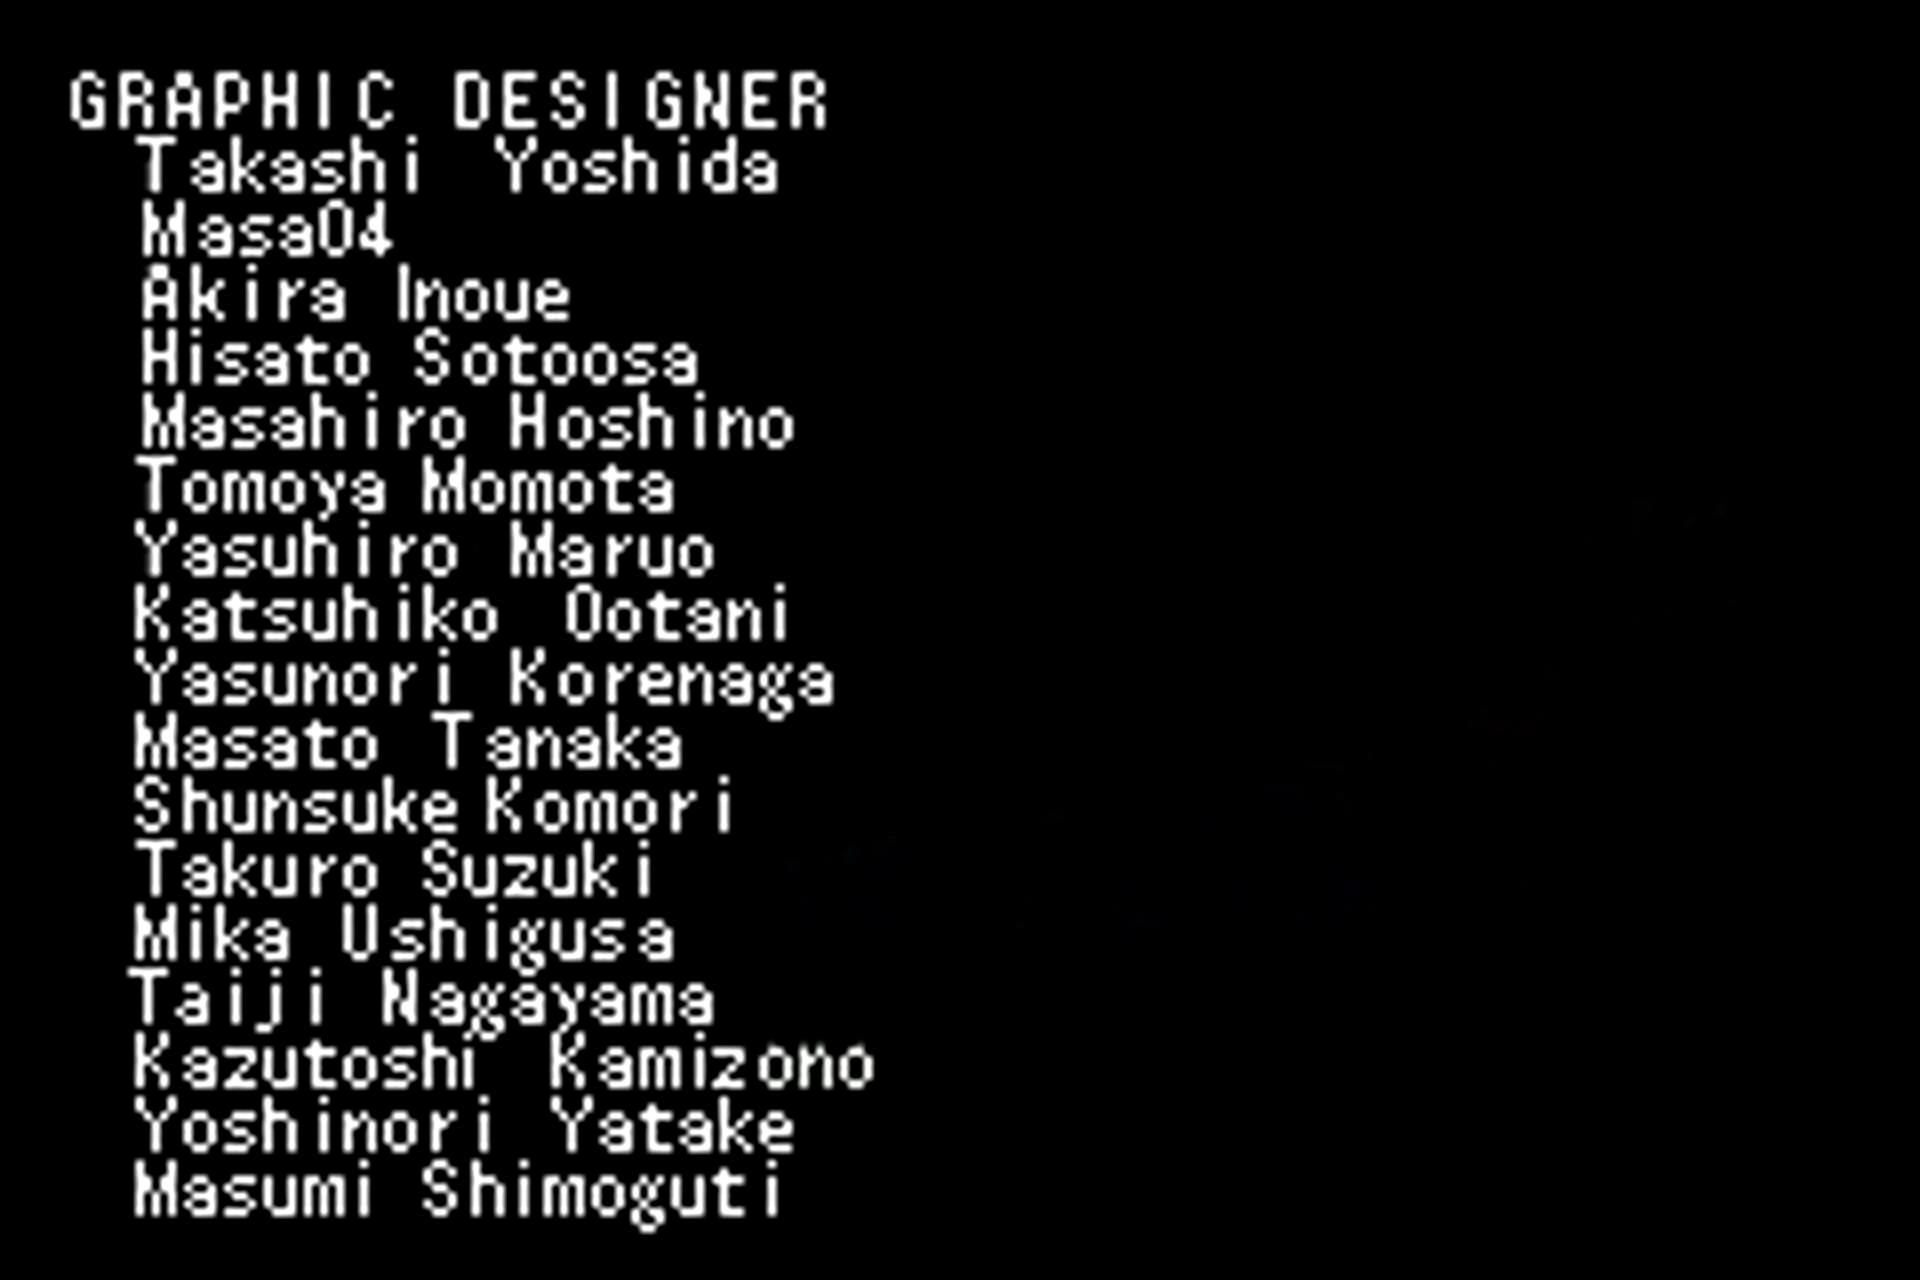 GRAPHIC DESIGNER
Takashi Yoshida
Masa04
Akira Inoue
Hisato Sotoosa
Masahiro Hoshino
Tomoya Momota
Yasuhiro Maruo
Katsuhiko Ootani
Yasunori Korenaga
Masato Tanaka
Shunsuke Komori
Takuro Suzuki
Mika Ushigusa
Taiji Nagayama
Kazutoshi Kamizono
Yoshinori Yatake
Masumi Shimoguti